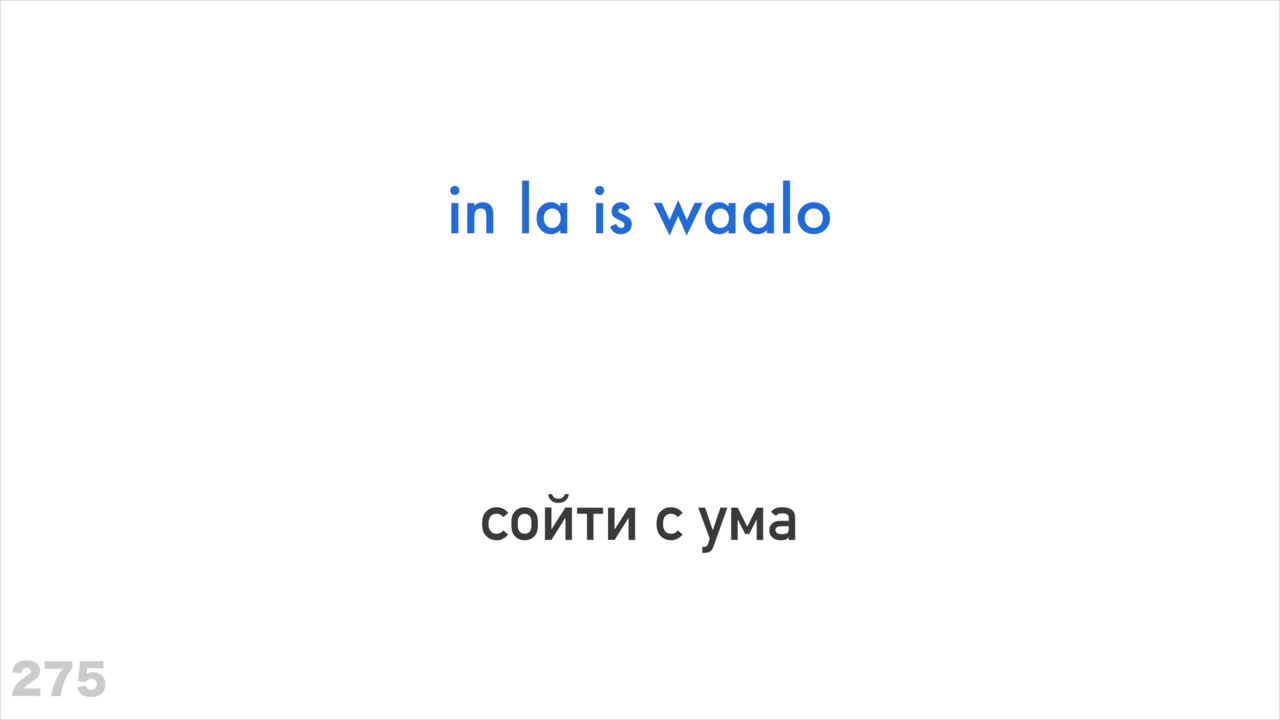 in la is waalo
сойти с ума
275